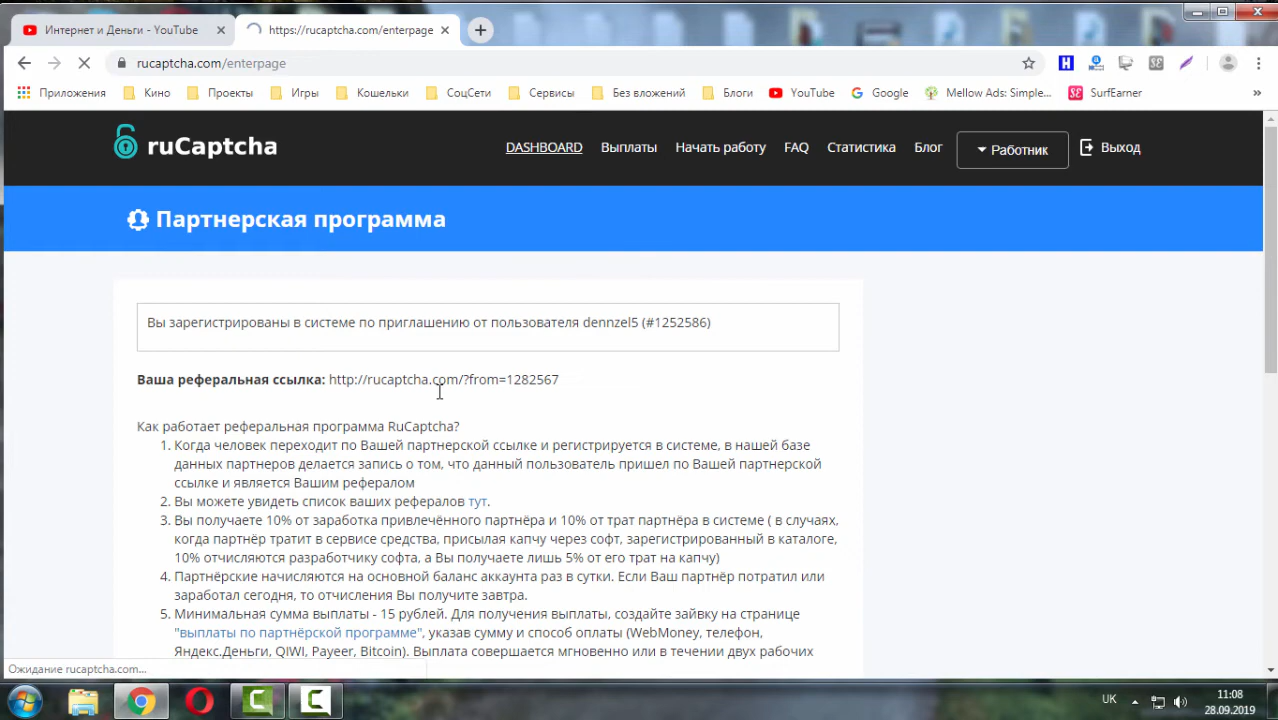 Интернет и Деньги - YouTube
https://rucaptcha.com/enterpage
rucaptcha.com/enterpage
Приложения Кино Проекты Игры Кошельки СоцСети Сервисы Без вложений Блоги YouTube Google Mellow Ads: Simple... SurfEarner »
ruCaptcha
DASHBOARD Выплаты Начать работу FAQ Статистика Блог Работник Выход
Партнерская программа
Вы зарегистрированы в системе по приглашению от пользователя dennzel5 (#1252586)
Ваша реферальная ссылка: http://rucaptcha.com/?from=1282567
Как работает реферальная программа RuCaptcha?
1. Когда человек переходит по Вашей партнерской ссылке и регистрируется в системе, в нашей базе
данных партнеров делается запись о том, что данный пользователь пришел по Вашей партнерской
ссылке и является Вашим рефералом
2. Вы можете увидеть список ваших рефералов тут.
3. Вы получаете 10% от заработка привлечённого партнёра и 10% от трат партнёра в системе ( в случаях,
когда партнёр тратит в сервисе средства, присылая капчу через софт, зарегистрированный в каталоге,
10% отчисляются разработчику софта, а Вы получаете лишь 5% от его трат на капчу)
4. Партнёрские начисляются на основной баланс аккаунта раз в сутки. Если Ваш партнёр потратил или
заработал сегодня, то отчисления Вы получите завтра.
5. Минимальная сумма выплаты - 15 рублей. Для получения выплаты, создайте заявку на странице
"выплаты по партнёрской программе", указав сумму и способ оплаты (WebMoney, телефон,
Яндекс.Деньги, QIWI, Payeer, Bitcoin). Выплата совершается мгновенно или в течении двух рабочих
Ожидание rucaptcha.com...
UK
11:08
28.09.2019